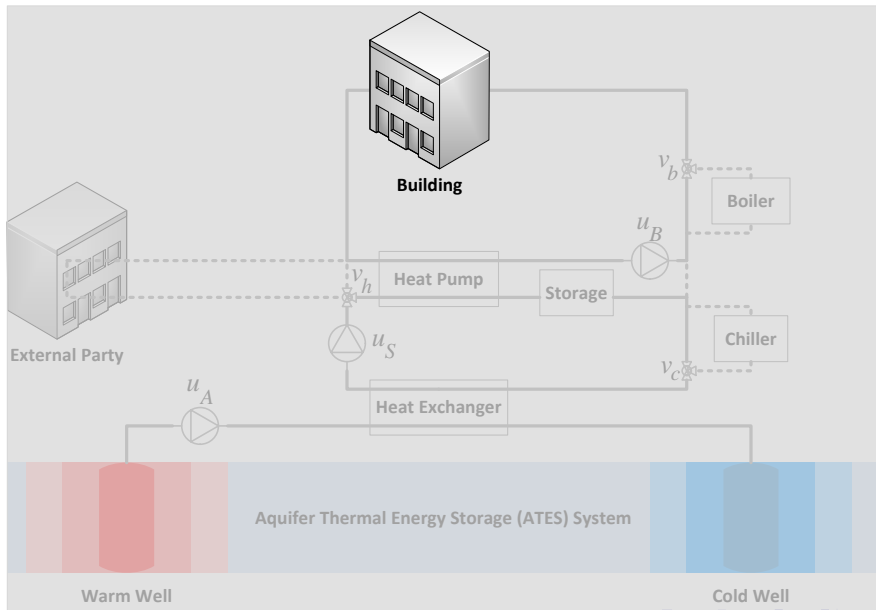 Building
v_b
Boiler
u_B
v_h
Heat Pump
Storage
External Party
u_S
Chiller
v_c
u_A
Heat Exchanger
Aquifer Thermal Energy Storage (ATES) System
Warm Well
Cold Well